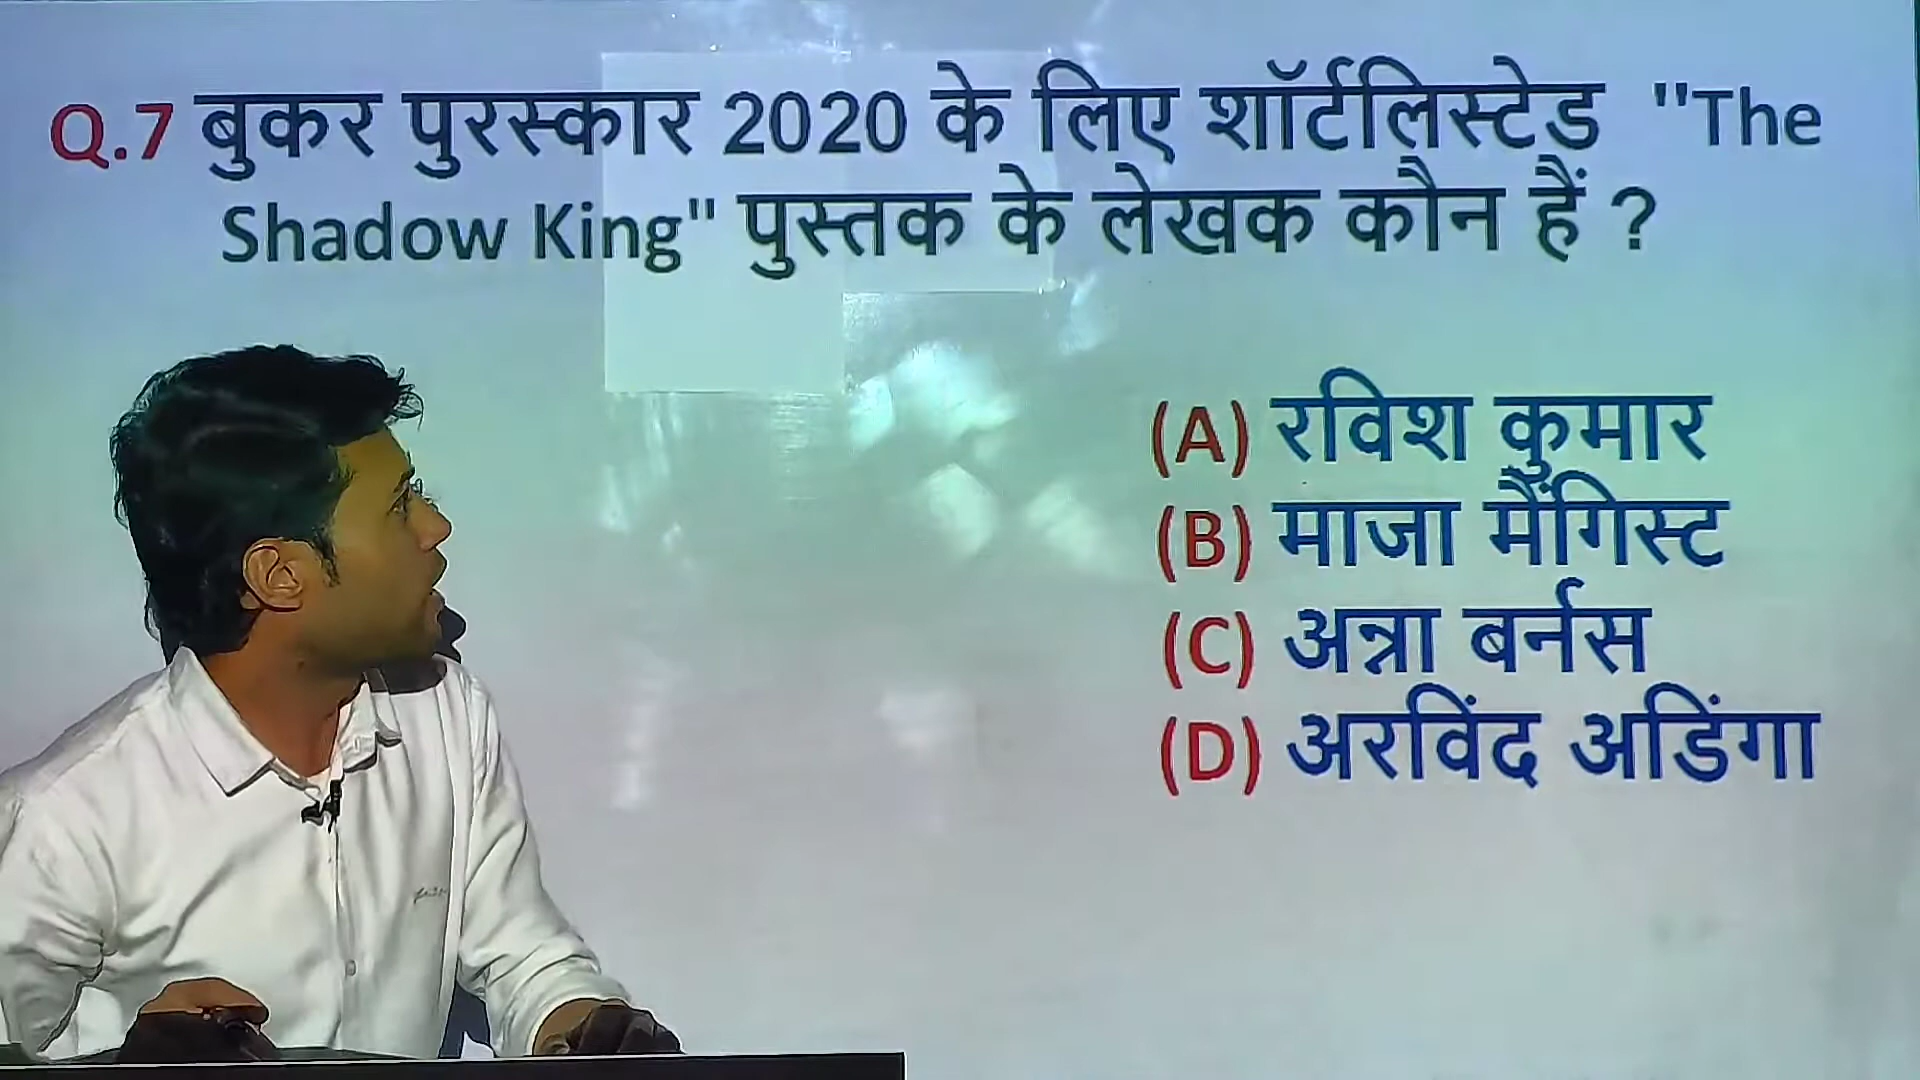 Q.7 बुकर पुरस्कार 2020 के लिए शॉर्टलिस्टेड "The
Shadow King" पुस्तक के लेखक कौन हैं ?
(A) रविश कुमार
(B) माजा मैंगिस्ट
(C) अन्ना बर्नस
(D) अरविंद अडिंगा